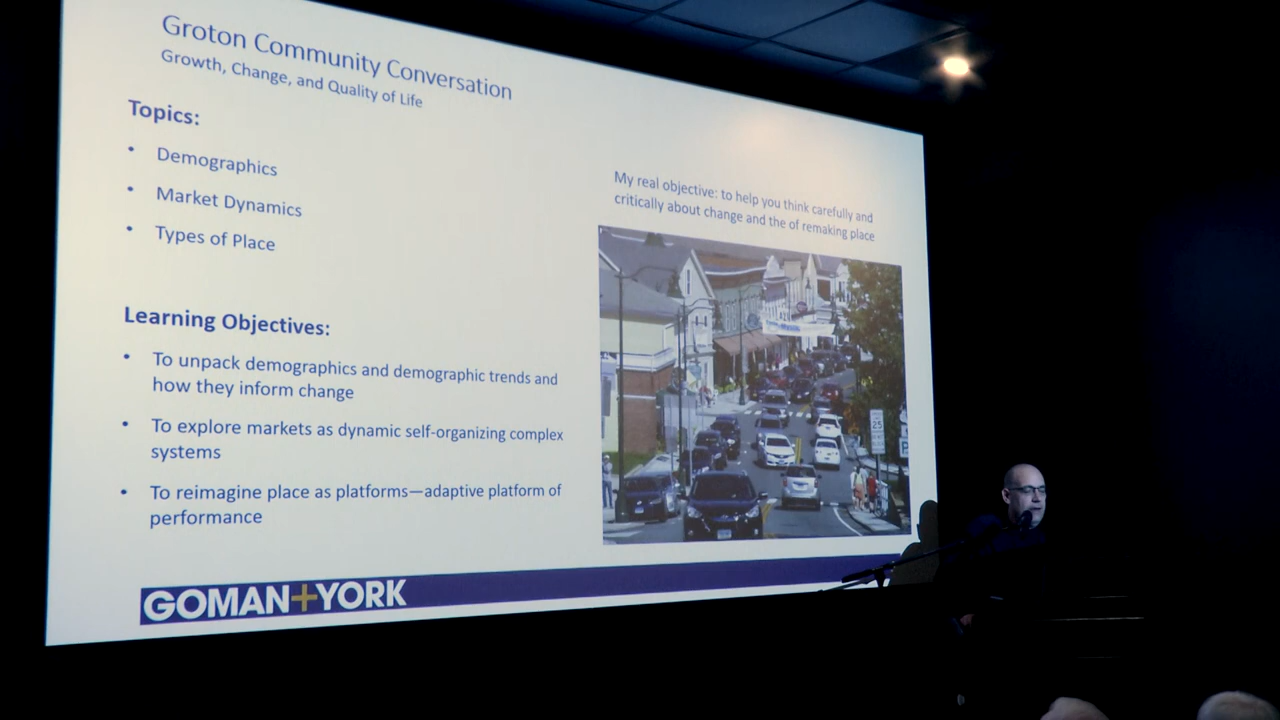 Groton Community Conversation
Growth, Change, and Quality of Life
Topics:
• Demographics
• Market Dynamics
• Types of Place
Learning Objectives:
• To unpack demographics and demographic trends and
how they inform change
• To explore markets as dynamic self-organizing complex
systems
• To reimagine place as platforms—adaptive platform of
performance
My real objective: to help you think carefully and
critically about change and the of remaking place
25
GOMAN+YORK